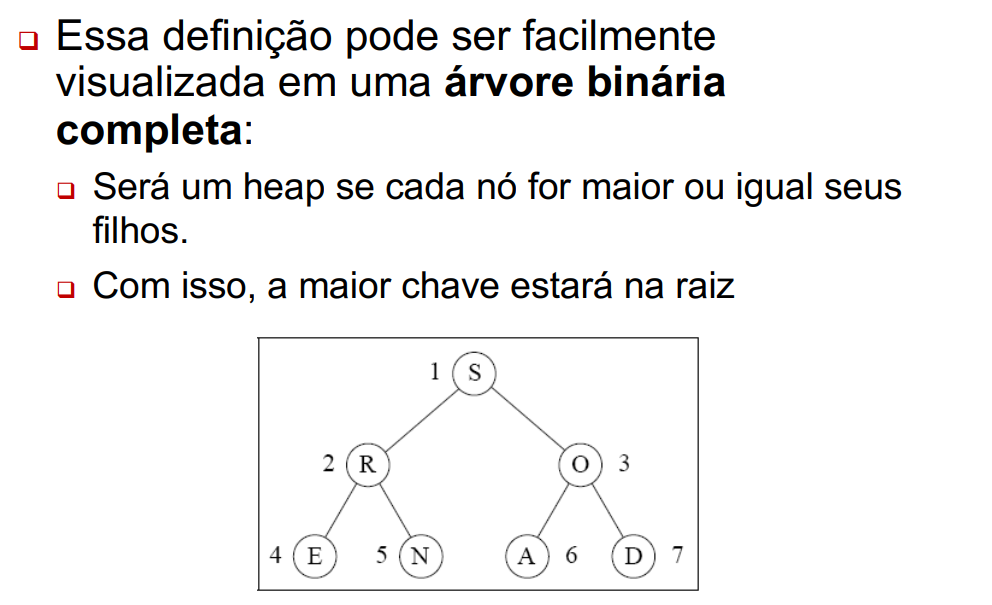 Essa definição pode ser facilmente
visualizada em uma árvore binária
completa:
Será um heap se cada nó for maior ou igual seus
filhos.
Com isso, a maior chave estará na raiz
1 S
2 R O 3
4 E 5 N A 6 D 7